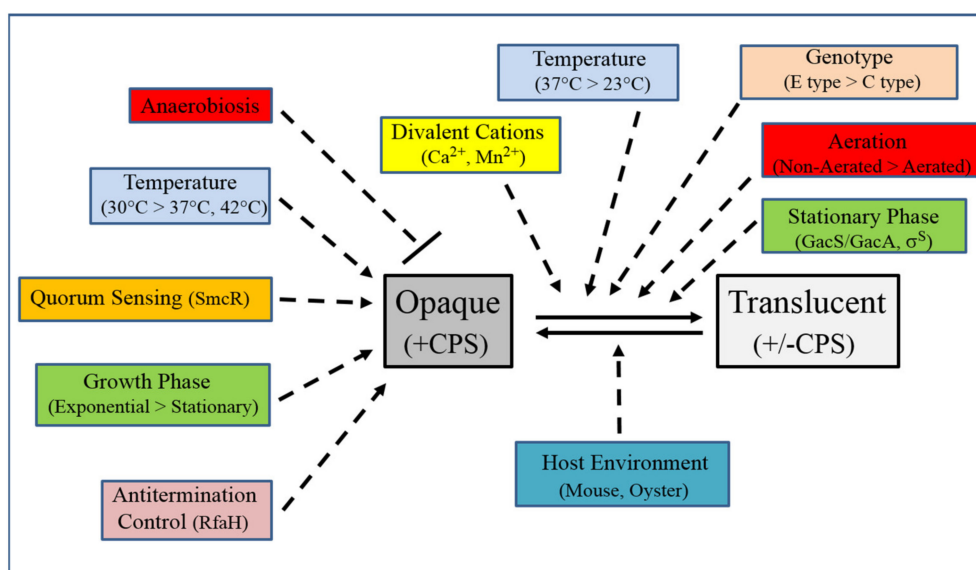 Anaerobiosis
Temperature
(30°C > 37°C, 42°C)
Quorum Sensing (SmcR)
Growth Phase
(Exponential > Stationary)
Antitermination
Control (RfaH)
Divalent Cations
(Ca²⁺, Mn²⁺)
Temperature
(37°C > 23°C)
Genotype
(E type > C type)
Aeration
(Non-Aerated > Aerated)
Stationary Phase
(GacS/GacA, σˢ)
Opaque
(+CPS)
Translucent
(+/-CPS)
Host Environment
(Mouse, Oyster)